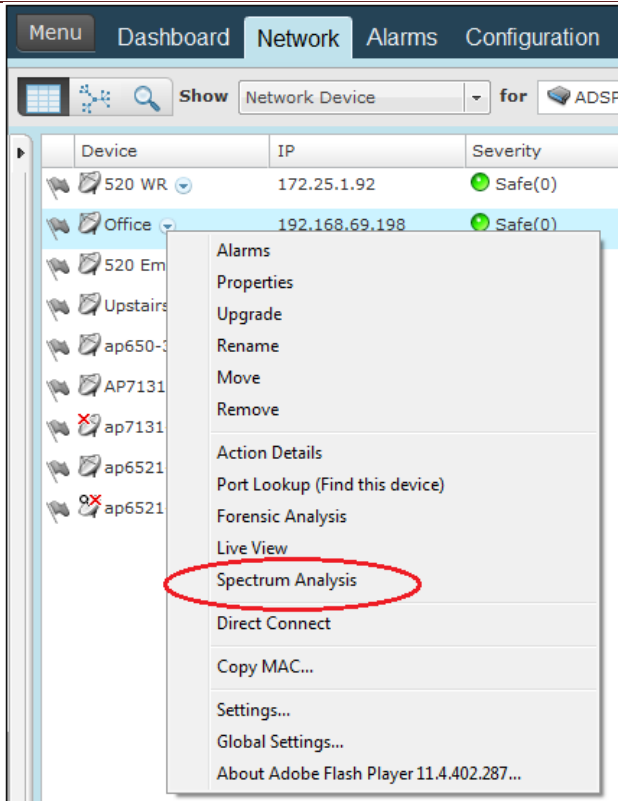 Menu Dashboard Network Alarms Configuration
Show Network Device for ADSP
Device IP Severity
520 WR 172.25.1.92 Safe(0)
Office 192.168.69.198 Safe(0)
520 Em
Upstairs
ap650-3
AP7131
ap7131
ap6521
ap6521
Alarms
Properties
Upgrade
Rename
Move
Remove
Action Details
Port Lookup (Find this device)
Forensic Analysis
Live View
Spectrum Analysis
Direct Connect
Copy MAC...
Settings...
Global Settings...
About Adobe Flash Player 11.4.402.287...